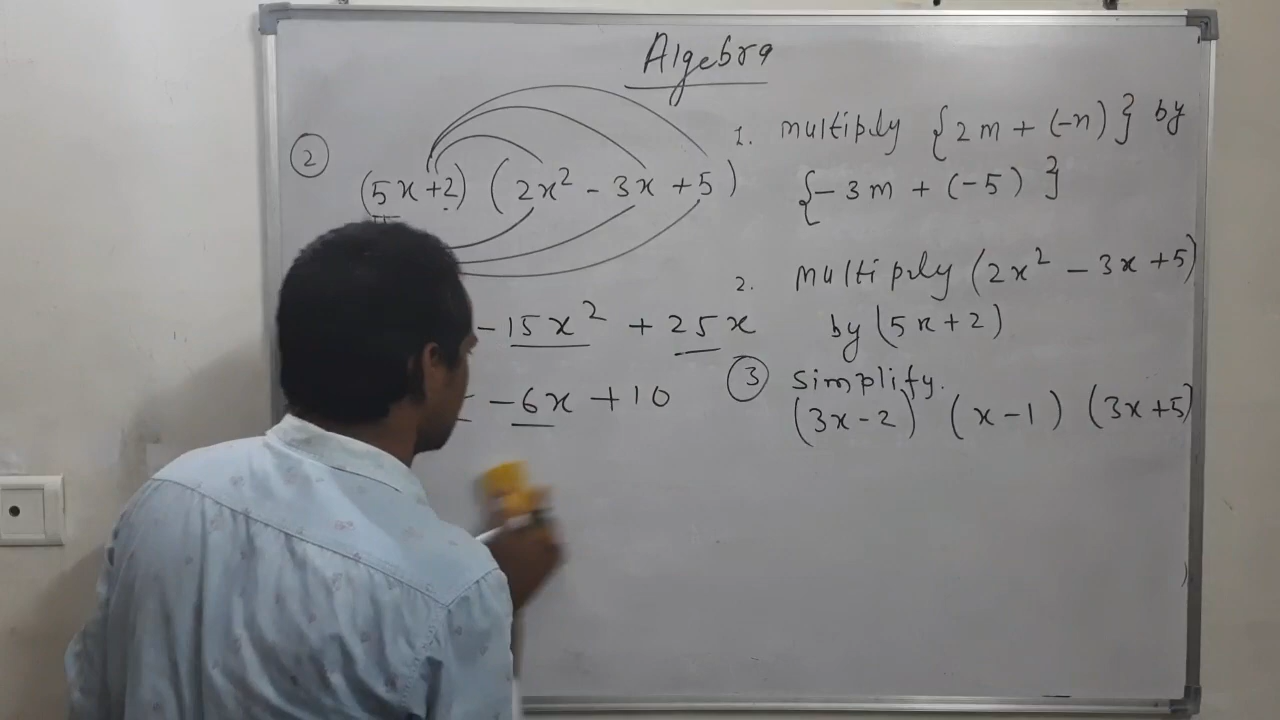 Algebra
② (5x+2) (2x² - 3x + 5)
- 15x² + 25x
- 6x + 10
1. multiply {2m + (-n)} by
{-3m + (-5)}
2. multiply (2x² - 3x + 5)
by (5x+2)
③ simplify.
(3x-2) (x-1) (3x+5)